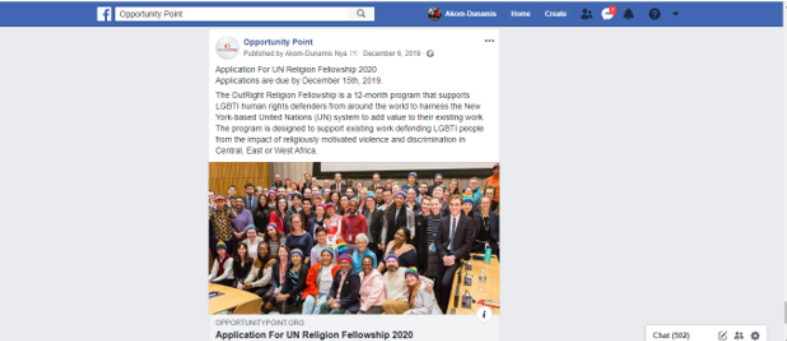 Opportunity Point
Akom-Dunamis Home Create
Opportunity Point
Published by Akom-Dunamis Nya · December 6, 2019 ·
Application For UN Religion Fellowship 2020
Applications are due by December 15th, 2019.
The OutRight Religion Fellowship is a 12-month program that supports
LGBTI human rights defenders from around the world to harness the New
York-based United Nations (UN) system to add value to their existing work.
The program is designed to support existing work defending LGBTI people
from the impact of religiously motivated violence and discrimination in
Central, East or West Africa.
OPPORTUNITYPOINT.ORG
Application For UN Religion Fellowship 2020
Chat (502)